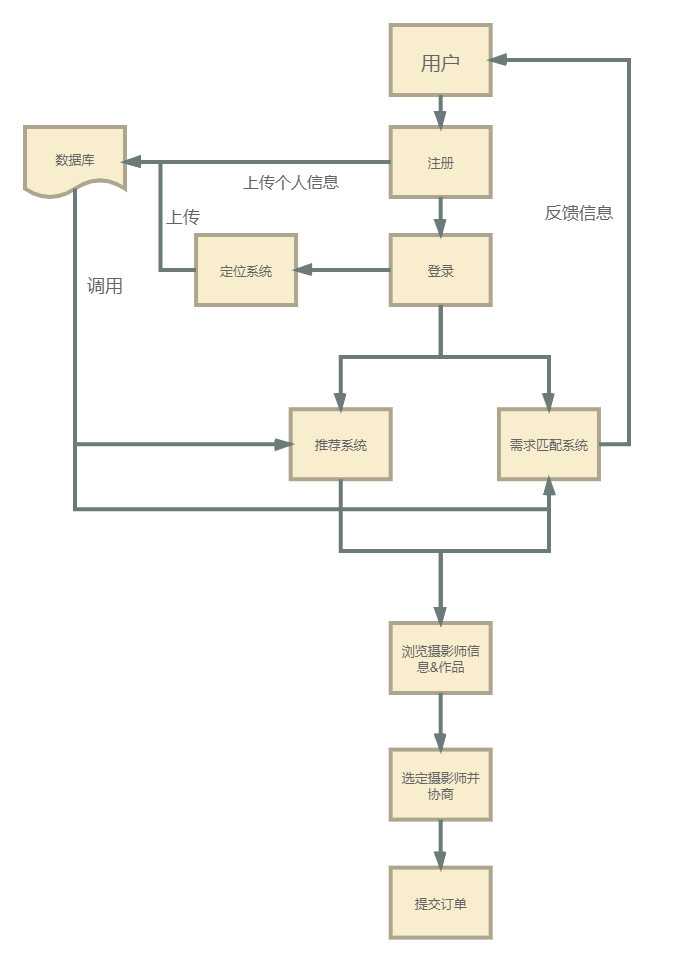 用户
数据库
注册
上传个人信息
反馈信息
上传
定位系统
登录
调用
推荐系统
需求匹配系统
浏览摄影师信
息&作品
选定摄影师并
协商
提交订单